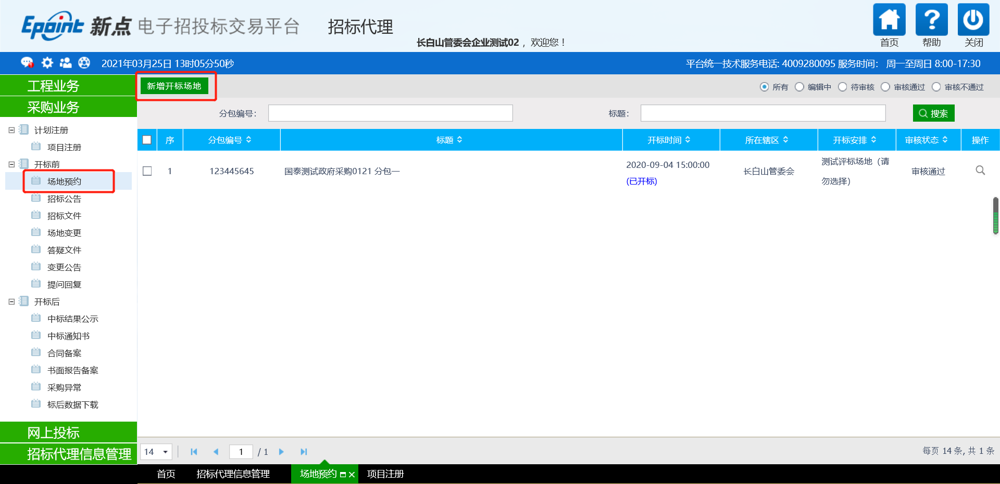 Epoint 新点 电子招投标交易平台 招标代理
长白山管委会企业测试02 ，欢迎您！
首页 帮助 关闭
2021年03月25日 13时05分50秒
平台统一技术服务电话: 4009280095 服务时间： 周一至周日 8:00-17:30
工程业务
采购业务
计划注册
项目注册
开标前
场地预约
招标公告
招标文件
场地变更
答疑文件
变更公告
提问回复
开标后
中标结果公示
中标通知书
合同备案
书面报告备案
采购异常
标后数据下载
网上投标
招标代理信息管理
新增开标场地
所有 编辑中 待审核 审核通过 审核不通过
分包编号： 标题： 搜索
序 分包编号 标题 开标时间 所在辖区 开标安排 审核状态 操作
1 123445645 国泰测试政府采购0121 分包一 2020-09-04 15:00:00 长白山管委会 测试评标场地（请 审核通过
(已开标) 勿选择）
14 1 / 1 每页 14 条, 共 1 条
首页 招标代理信息管理 场地预约 项目注册